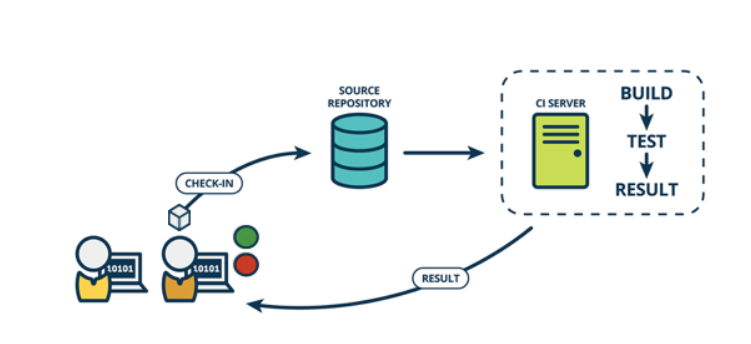 SOURCE
REPOSITORY
CI SERVER
BUILD
TEST
RESULT
CHECK-IN
10101
10101
RESULT